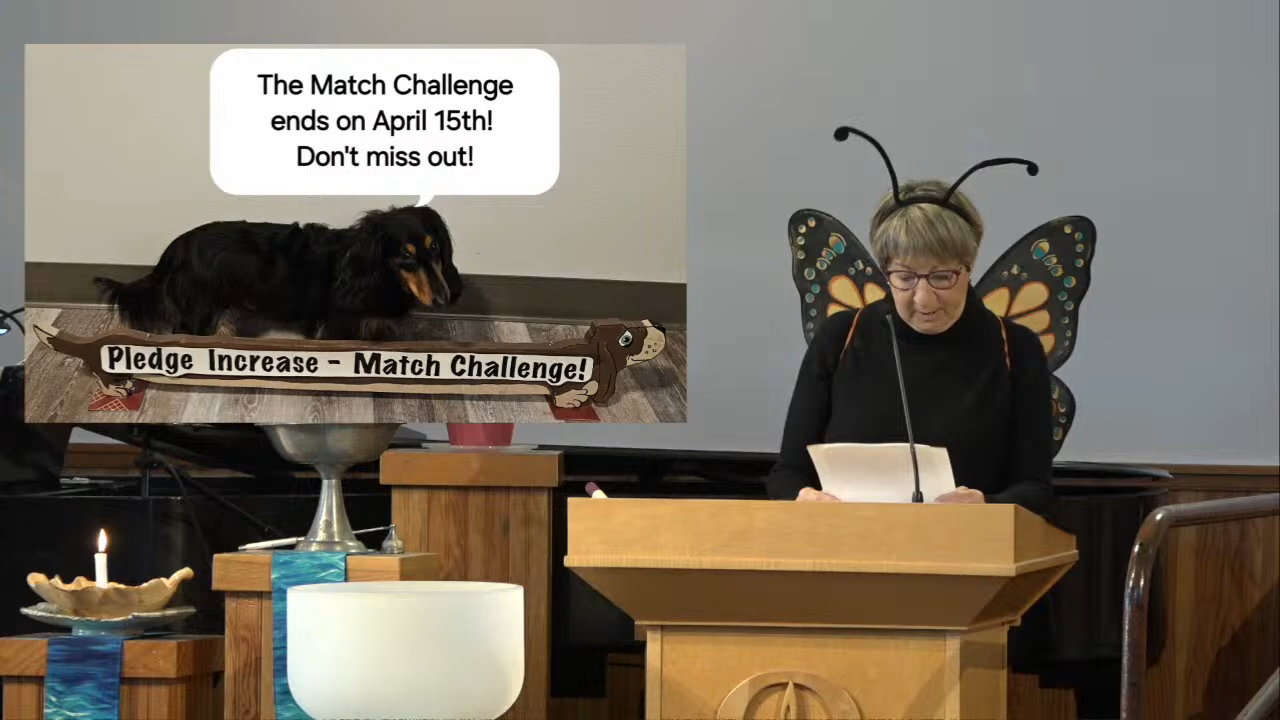 The Match Challenge
ends on April 15th!
Don't miss out!
Pledge Increase - Match Challenge!